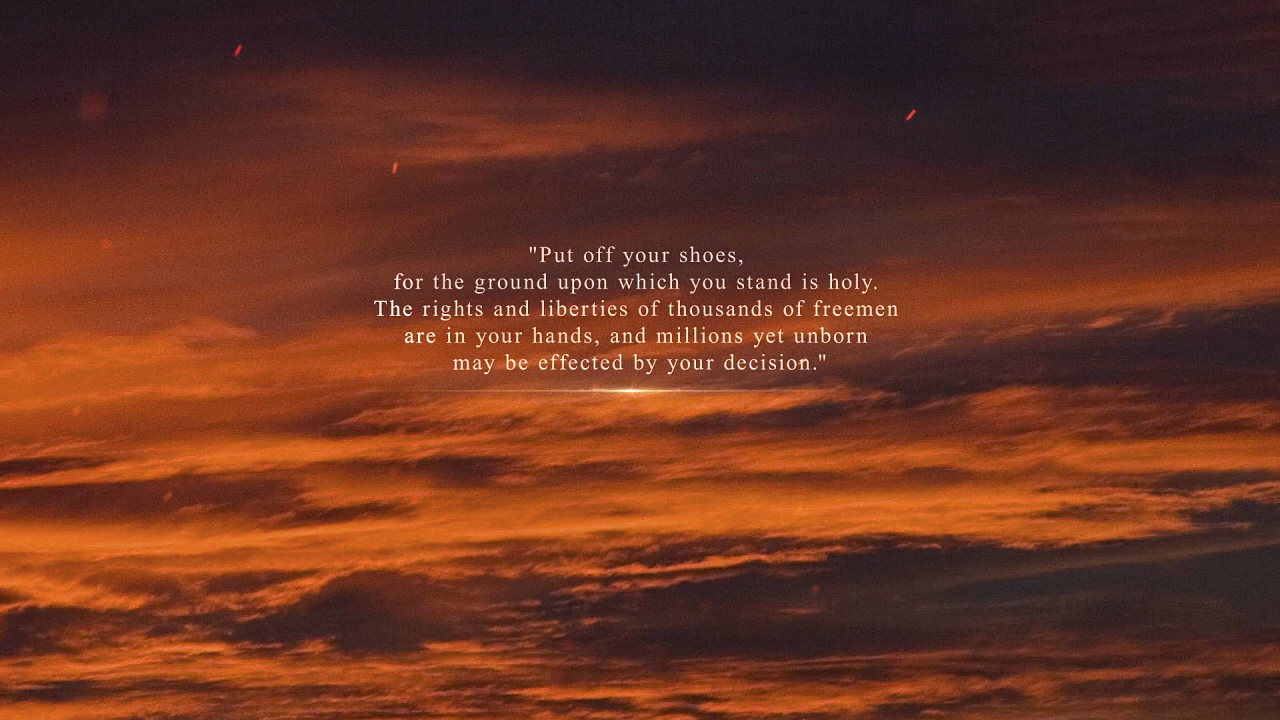 "Put off your shoes,
for the ground upon which you stand is holy.
The rights and liberties of thousands of freemen
are in your hands, and millions yet unborn
may be effected by your decision."